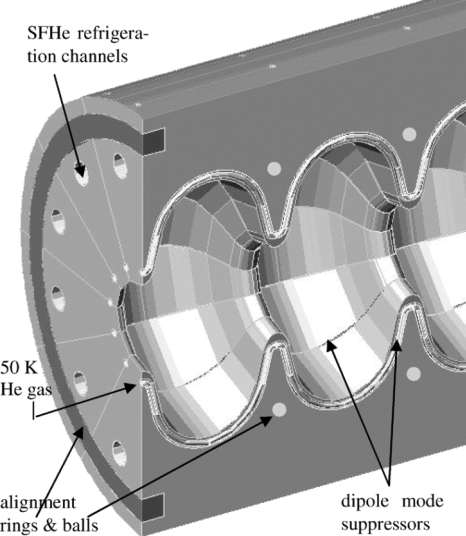 SFHe refrigera-
tion channels
50 K
He gas
alignment
rings & balls
dipole mode
suppressors